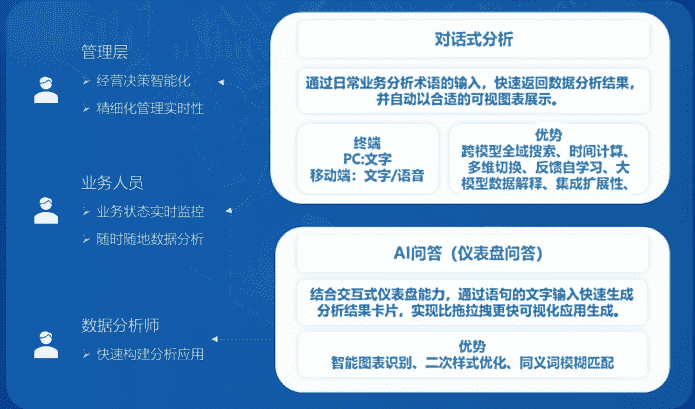 管理层
➢ 经营决策智能化
➢ 精细化管理实时性
业务人员
➢ 业务状态实时监控
➢ 随时随地数据分析
数据分析师
➢ 快速构建分析应用
对话式分析
通过日常业务分析术语的输入，快速返回数据分析结果，
并自动以合适的可视图表展示。
终端
PC:文字
移动端：文字/语音
优势
跨模型全域搜索、时间计算、
多维切换、反馈自学习、大
模型数据解释、集成扩展性、
AI问答（仪表盘问答）
结合交互式仪表盘能力，通过语句的文字输入快速生成
分析结果卡片，实现比拖拉拽更快可视化应用生成。
优势
智能图表识别、二次样式优化、同义词模糊匹配